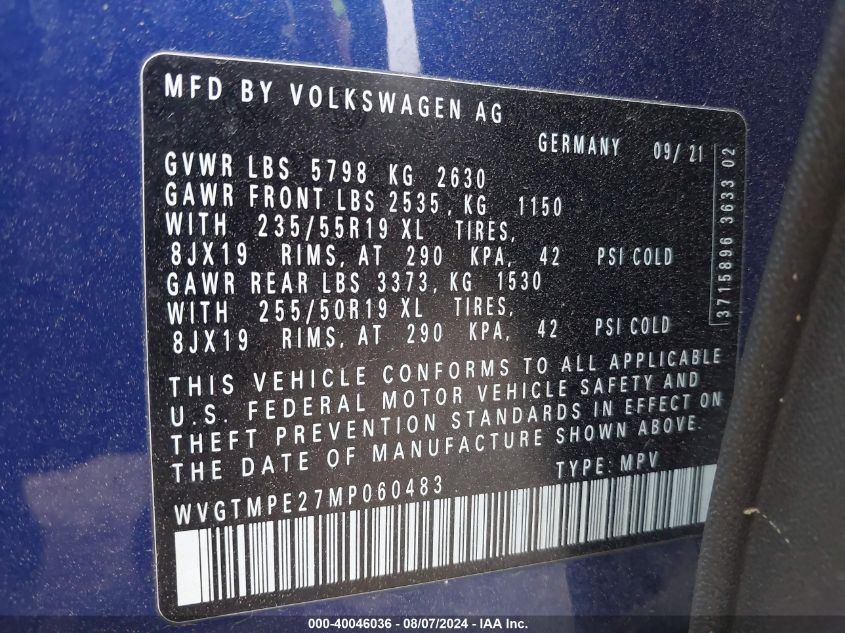 MFD BY VOLKSWAGEN AG
GERMANY 09/ 21
GVWR LBS 5798 KG 2630
GAWR FRONT LBS 2535, KG 1150
WITH 235/55R19 XL TIRES,
8JX19 RIMS, AT 290 KPA, 42 PSI COLD
GAWR REAR LBS 3373, KG 1530
WITH 255/50R19 XL TIRES,
8JX19 RIMS, AT 290 KPA, 42 PSI COLD
3715896 3633 02
THIS VEHICLE CONFORMS TO ALL APPLICABLE
U.S. FEDERAL MOTOR VEHICLE SAFETY AND
THEFT PREVENTION STANDARDS IN EFFECT ON
THE DATE OF MANUFACTURE SHOWN ABOVE.
TYPE: MPV
WVGTMPE27MP060483
000-40046036 - 08/07/2024 - IAA Inc.